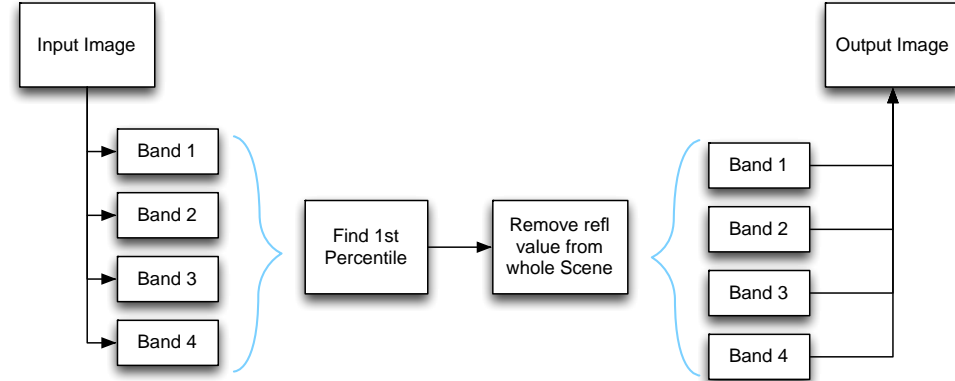 Input Image
Band 1
Band 2
Band 3
Band 4
Find 1st
Percentile
Remove refl
value from
whole Scene
Band 1
Band 2
Band 3
Band 4
Output Image